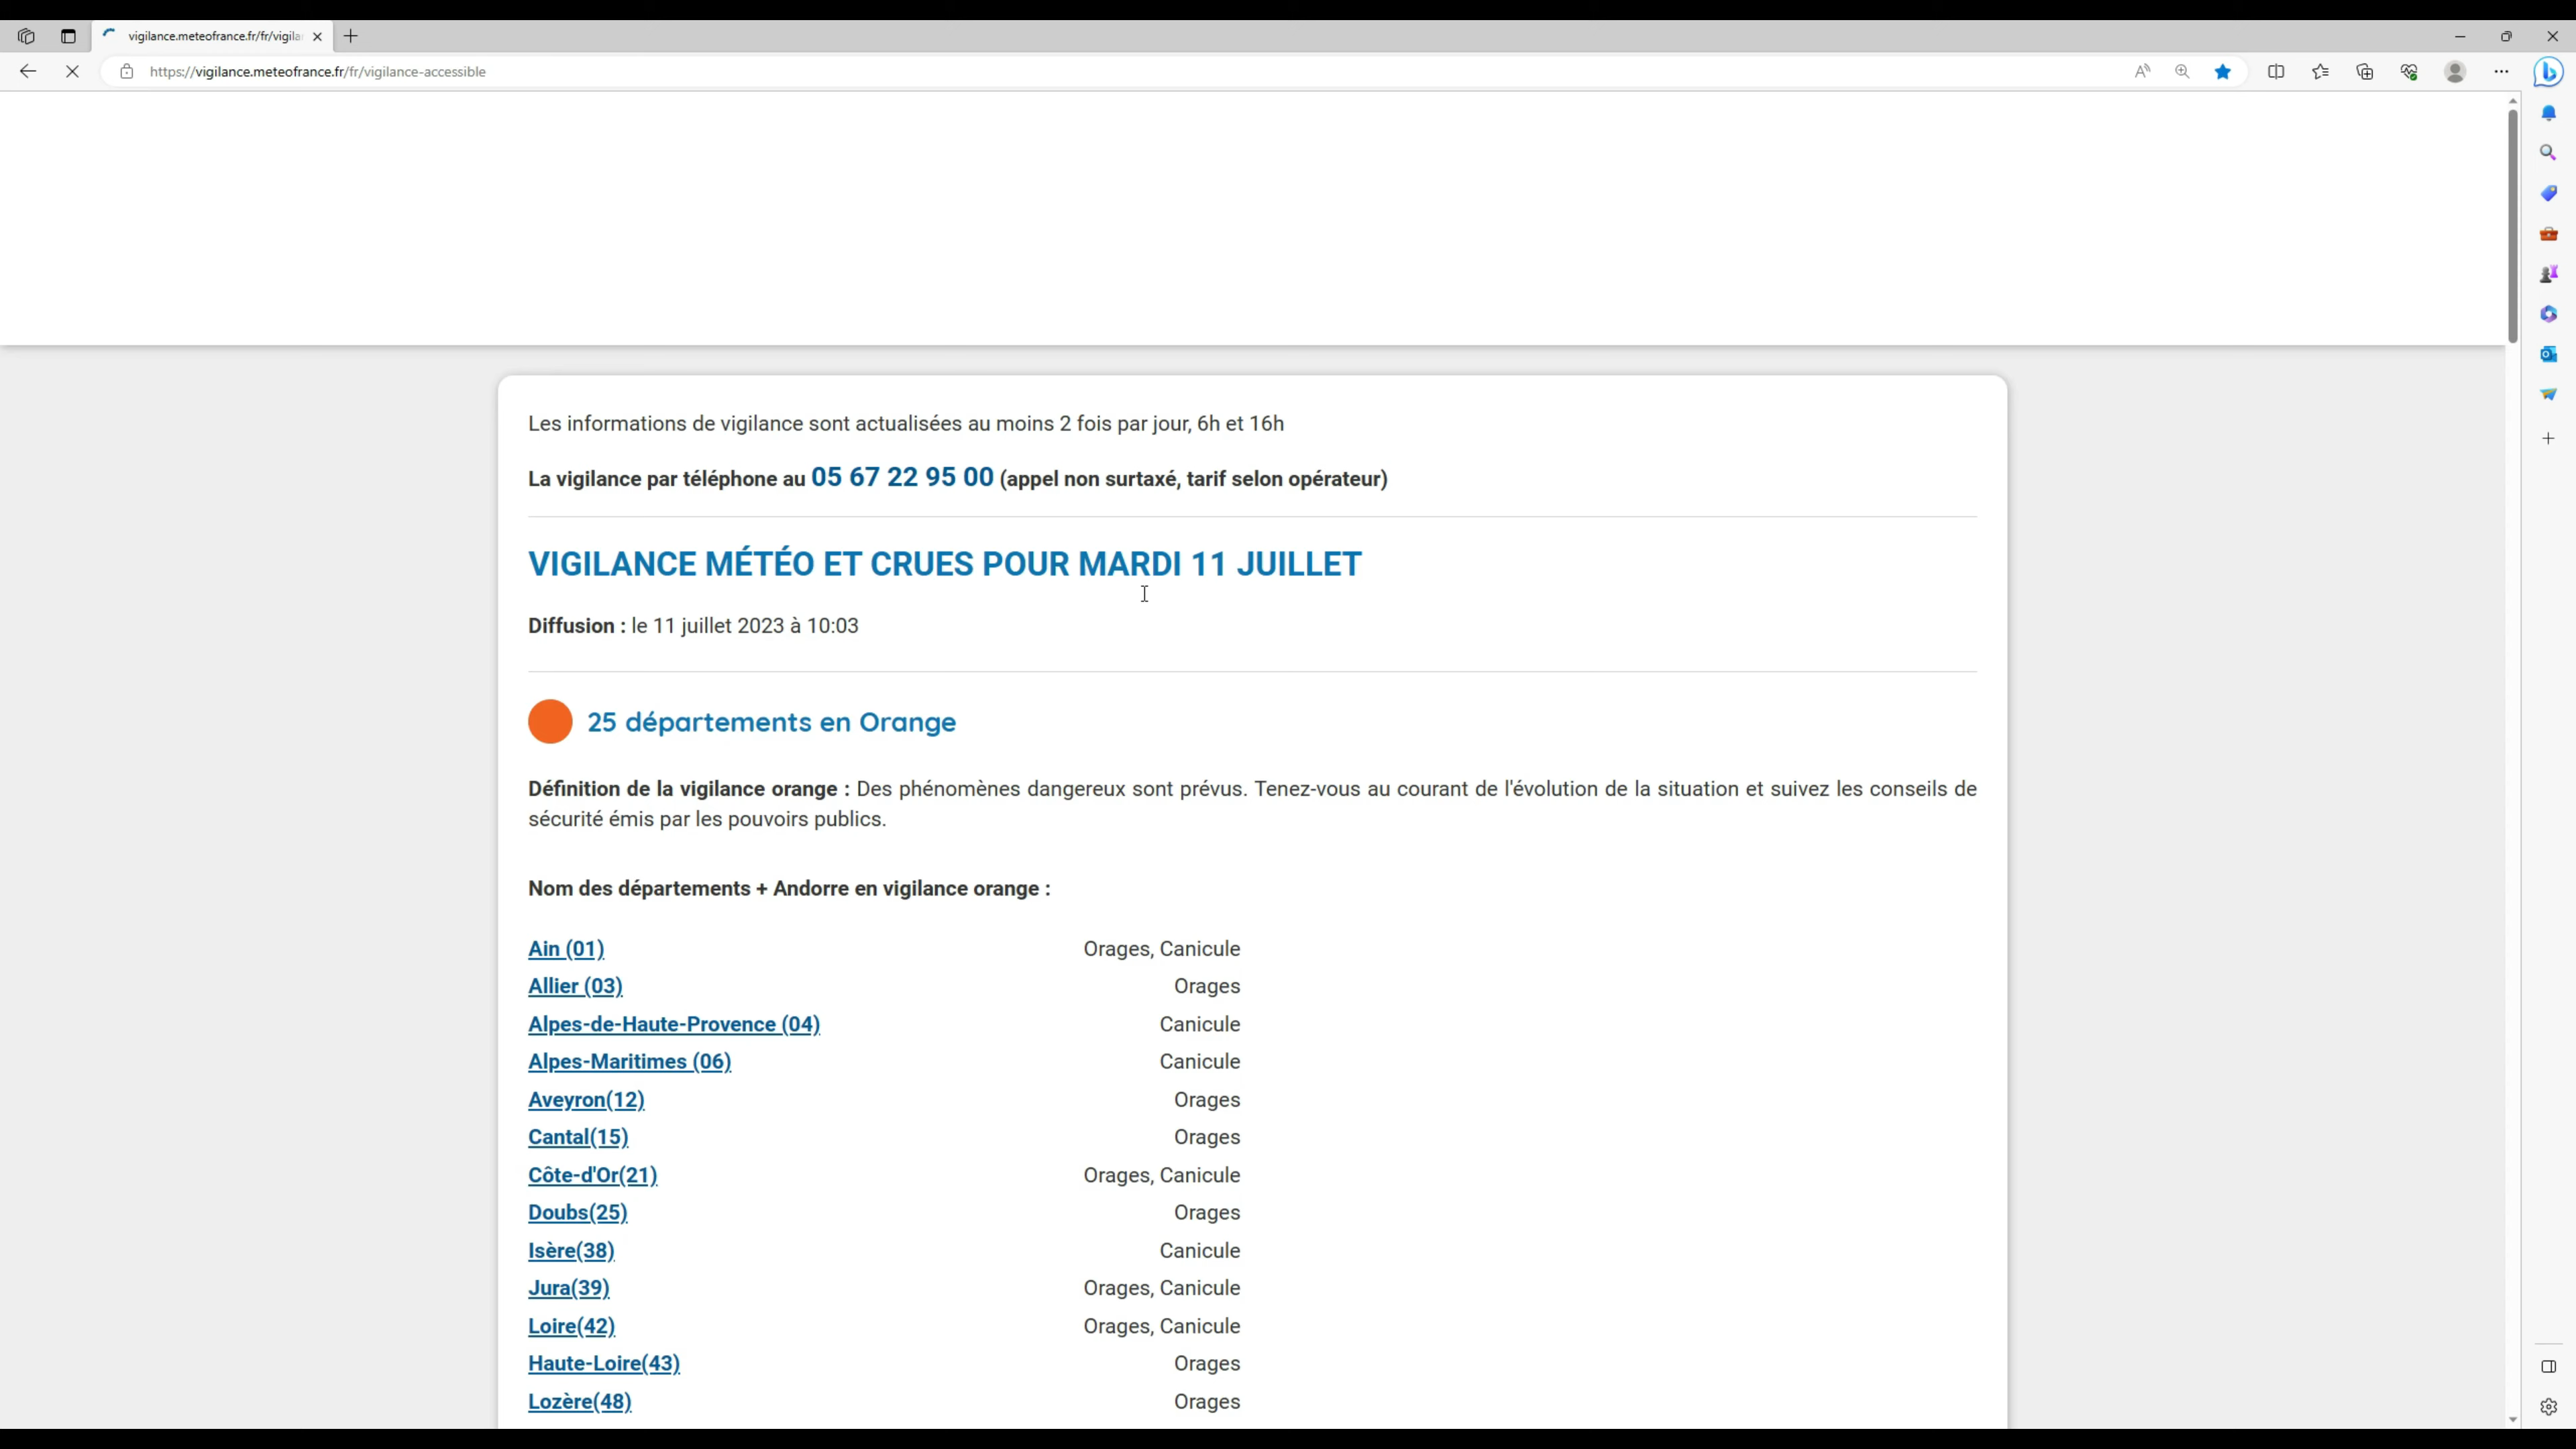 vigilance.meteofrance.fr/fr/vigila
https://vigilance.meteofrance.fr/fr/vigilance-accessible
Les informations de vigilance sont actualisées au moins 2 fois par jour, 6h et 16h
La vigilance par téléphone au 05 67 22 95 00 (appel non surtaxé, tarif selon opérateur)
VIGILANCE MÉTÉO ET CRUES POUR MARDI 11 JUILLET
Diffusion : le 11 juillet 2023 à 10:03
25 départements en Orange
Définition de la vigilance orange : Des phénomènes dangereux sont prévus. Tenez-vous au courant de l'évolution de la situation et suivez les conseils de
sécurité émis par les pouvoirs publics.
Nom des départements + Andorre en vigilance orange :
Ain (01) Orages, Canicule
Allier (03) Orages
Alpes-de-Haute-Provence (04) Canicule
Alpes-Maritimes (06) Canicule
Aveyron(12) Orages
Cantal(15) Orages
Côte-d'Or(21) Orages, Canicule
Doubs(25) Orages
Isère(38) Canicule
Jura(39) Orages, Canicule
Loire(42) Orages, Canicule
Haute-Loire(43) Orages
Lozère(48) Orages